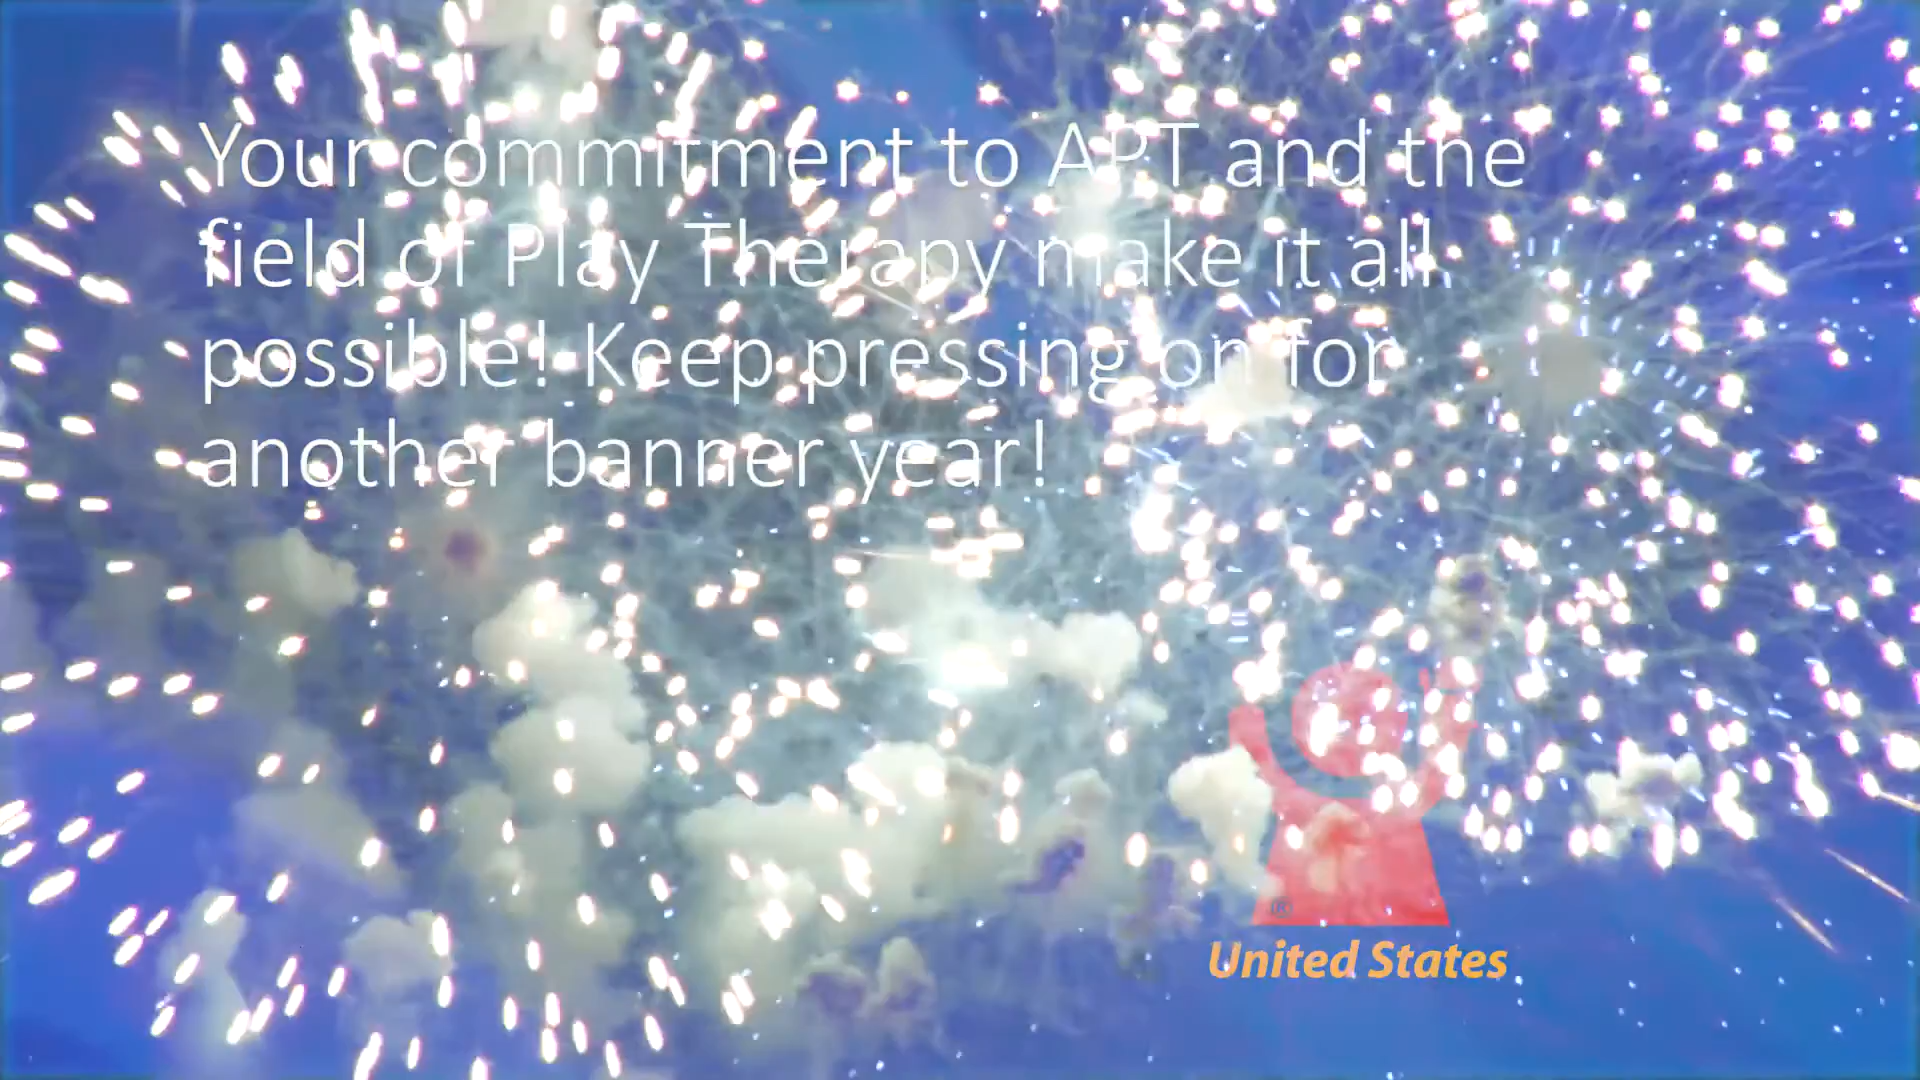 Your commitment to APT and the
field of Play Therapy make it all
possible! Keep pressing on for
another banner year!
®
United States